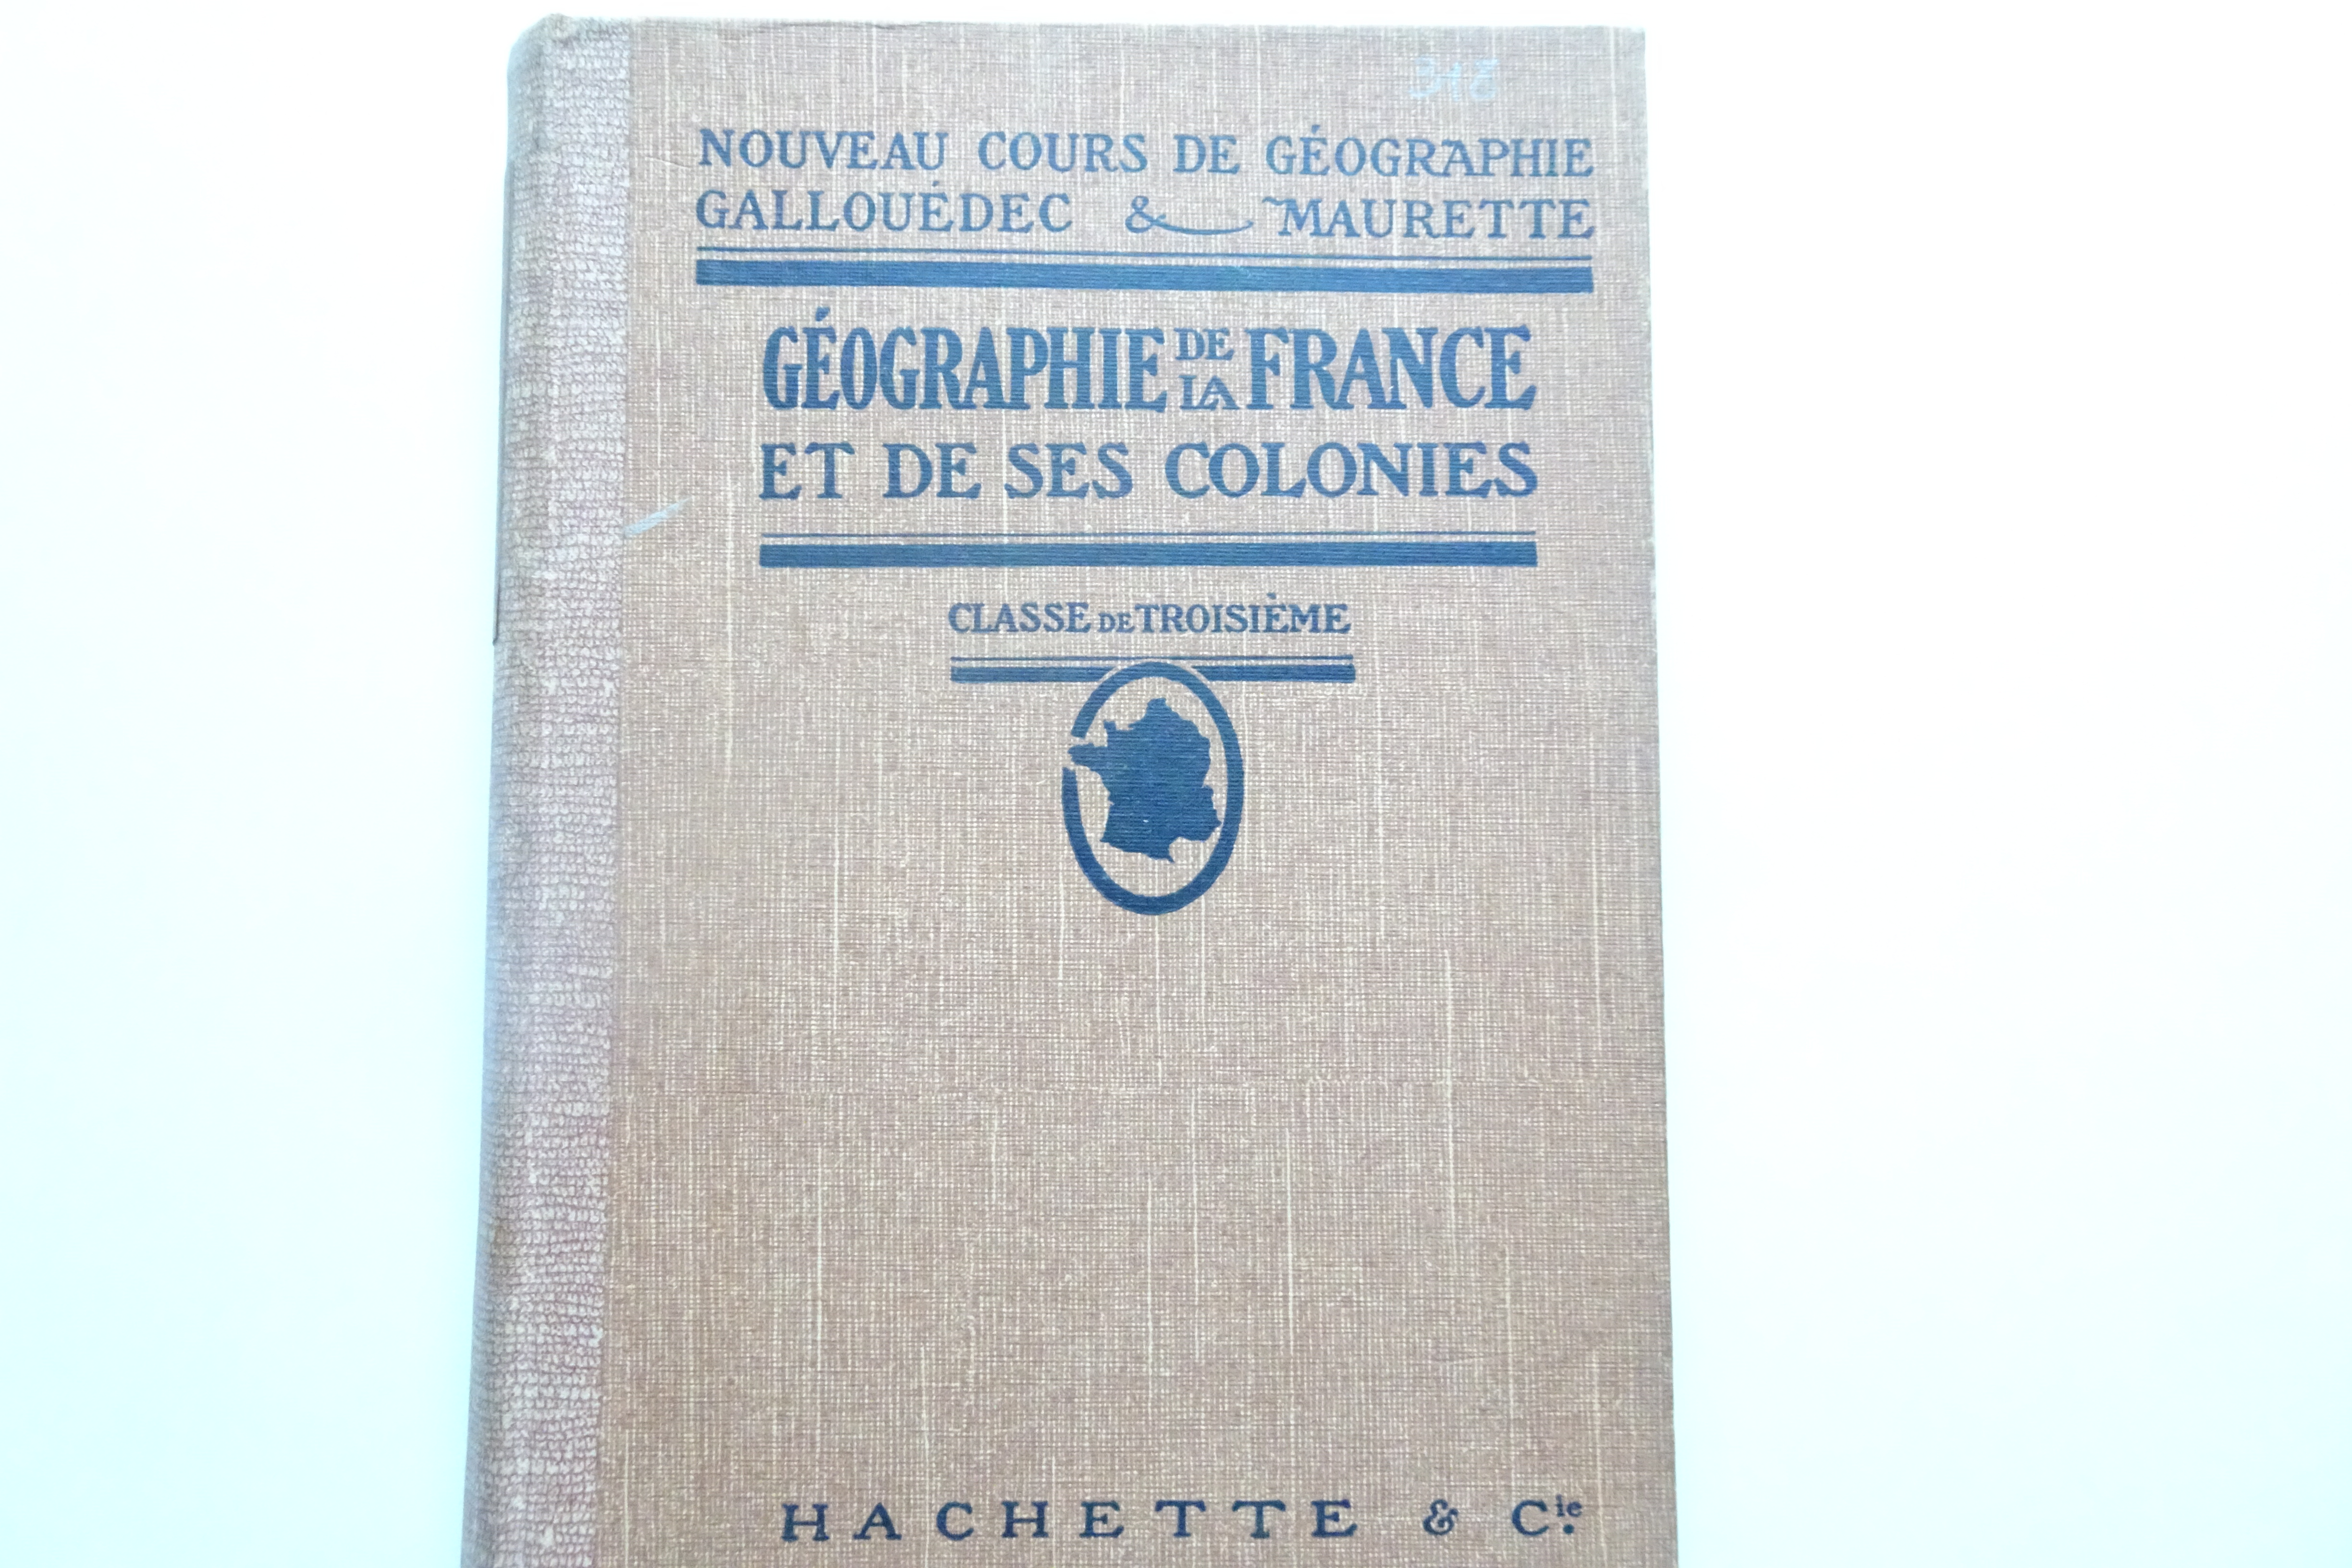 318
NOUVEAU COURS DE GÉOGRAPHIE
GALLOUÉDEC & MAURETTE
GÉOGRAPHIE DE LA FRANCE
ET DE SES COLONIES
CLASSE DE TROISIÈME
HACHETTE & Cie.